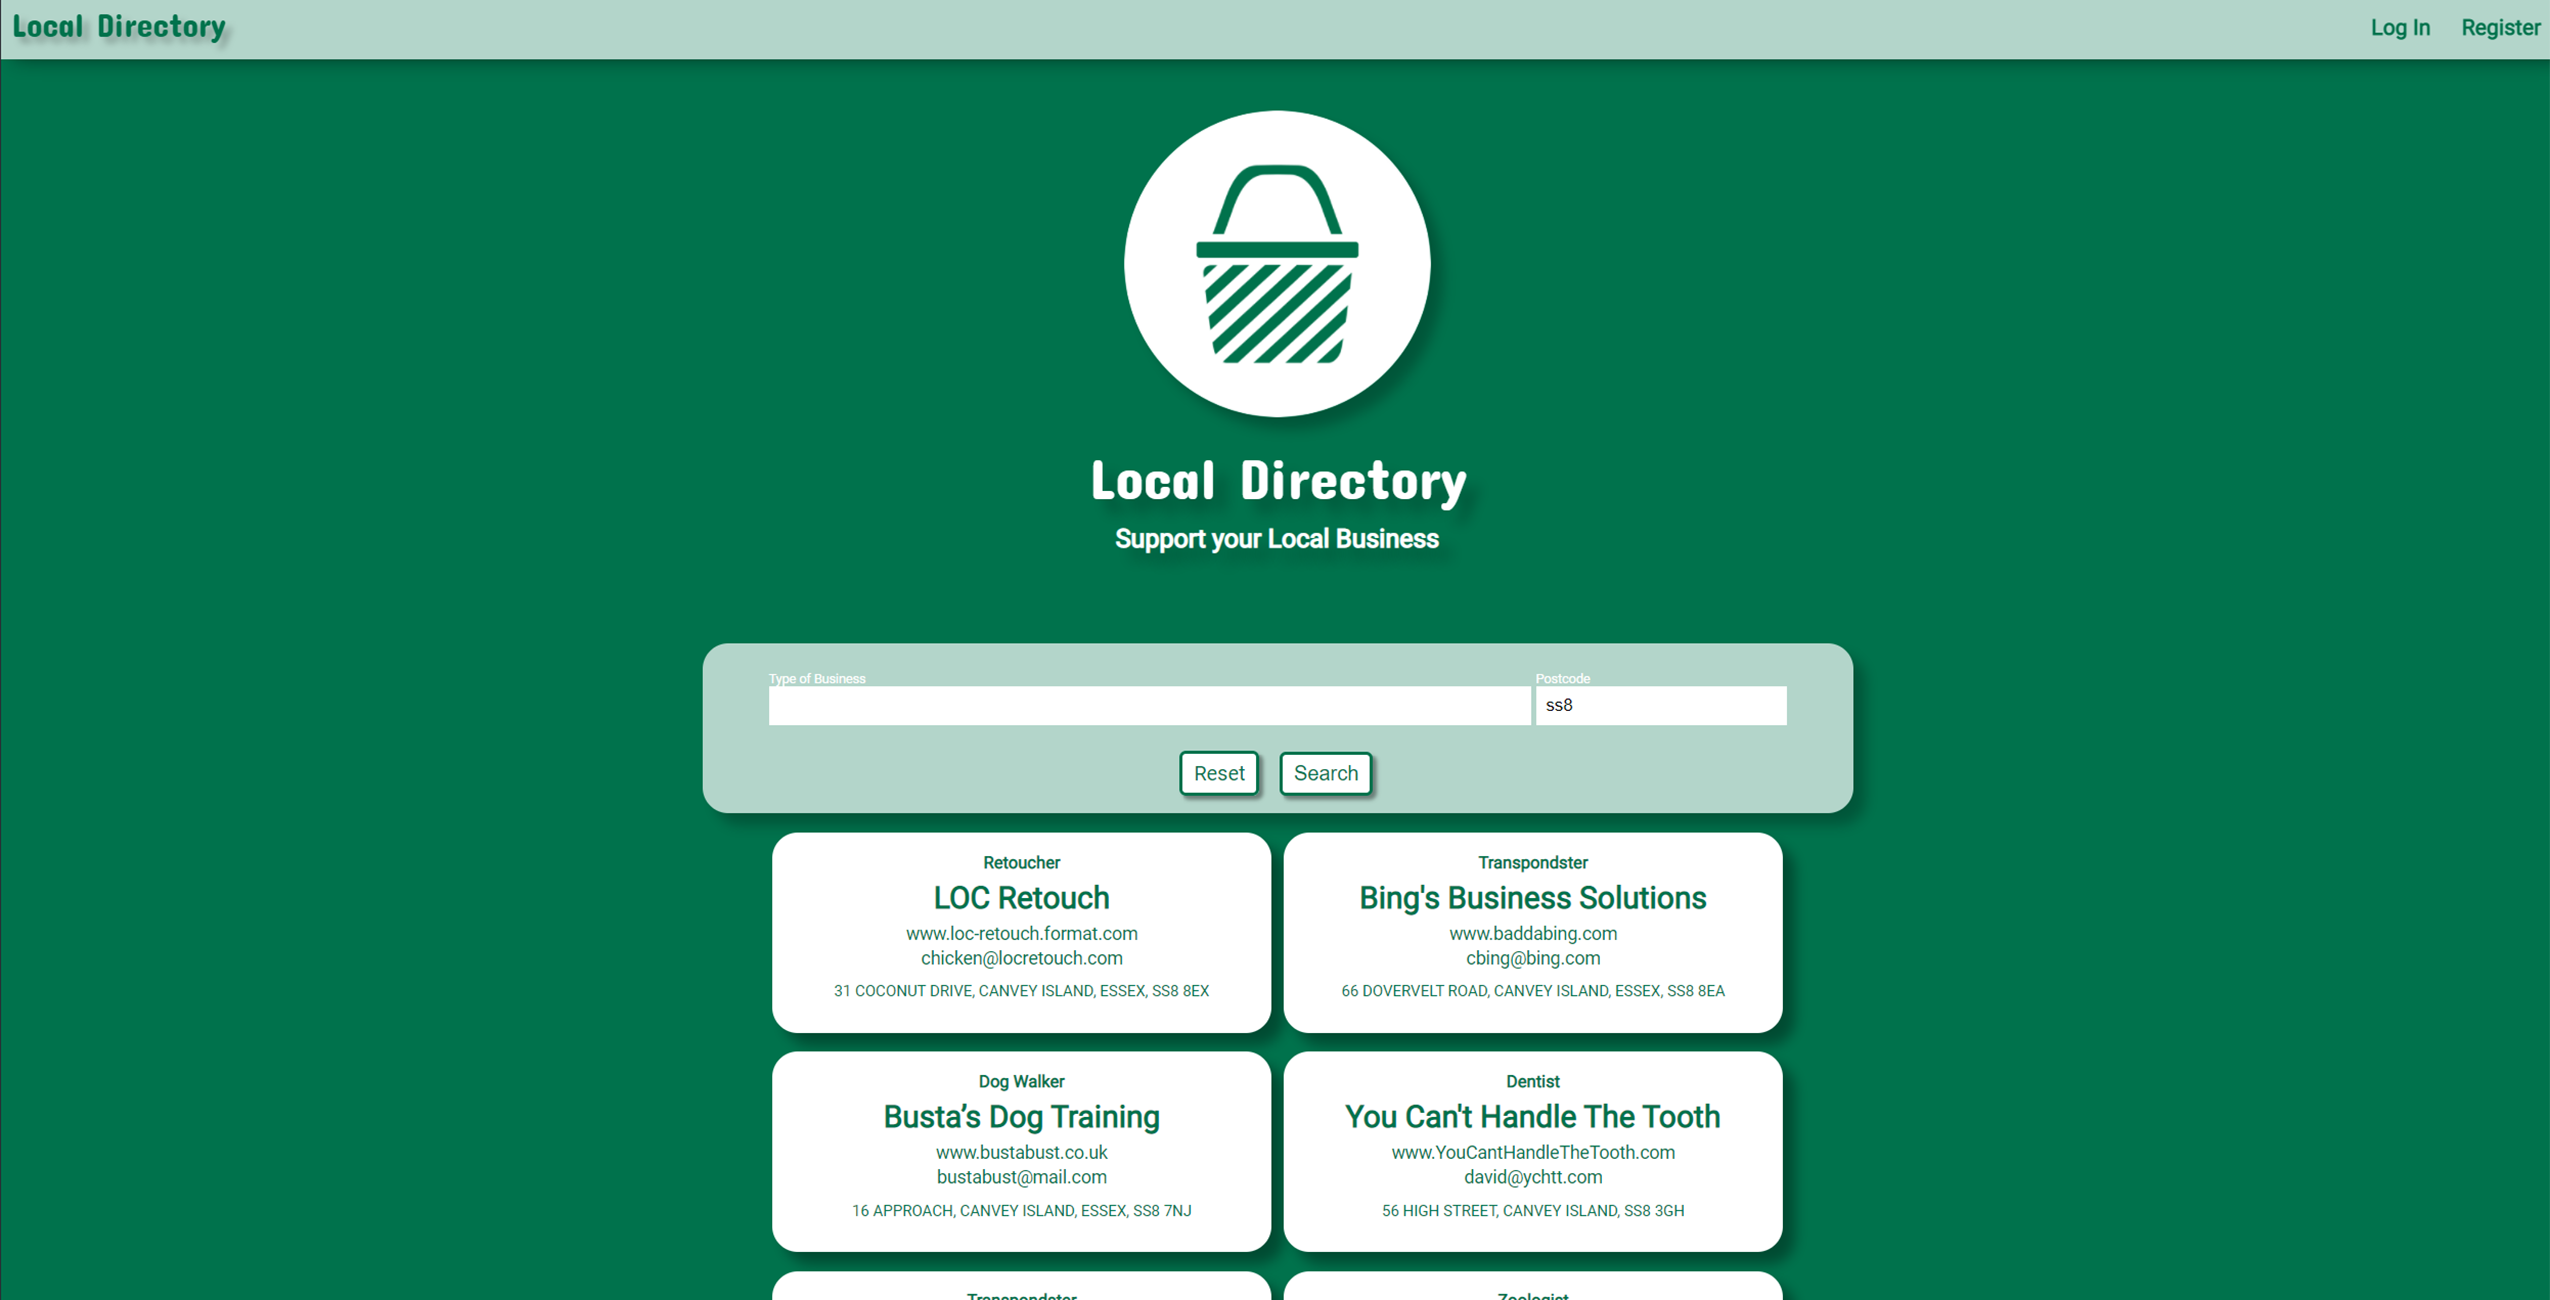 Local Directory
Log In
Register
Local Directory
Support your Local Business
Type of Business
Postcode
ss8
Reset
Search
Retoucher
LOC Retouch
www.loc-retouch.format.com
chicken@locretouch.com
31 COCONUT DRIVE, CANVEY ISLAND, ESSEX, SS8 8EX
Transpondster
Bing's Business Solutions
www.baddabing.com
cbing@bing.com
66 DOVERVELT ROAD, CANVEY ISLAND, ESSEX, SS8 8EA
Dog Walker
Busta’s Dog Training
www.bustabust.co.uk
bustabust@mail.com
16 APPROACH, CANVEY ISLAND, ESSEX, SS8 7NJ
Dentist
You Can't Handle The Tooth
www.YouCantHandleTheTooth.com
david@ychtt.com
56 HIGH STREET, CANVEY ISLAND, SS8 3GH
Transpondster
Zoologist